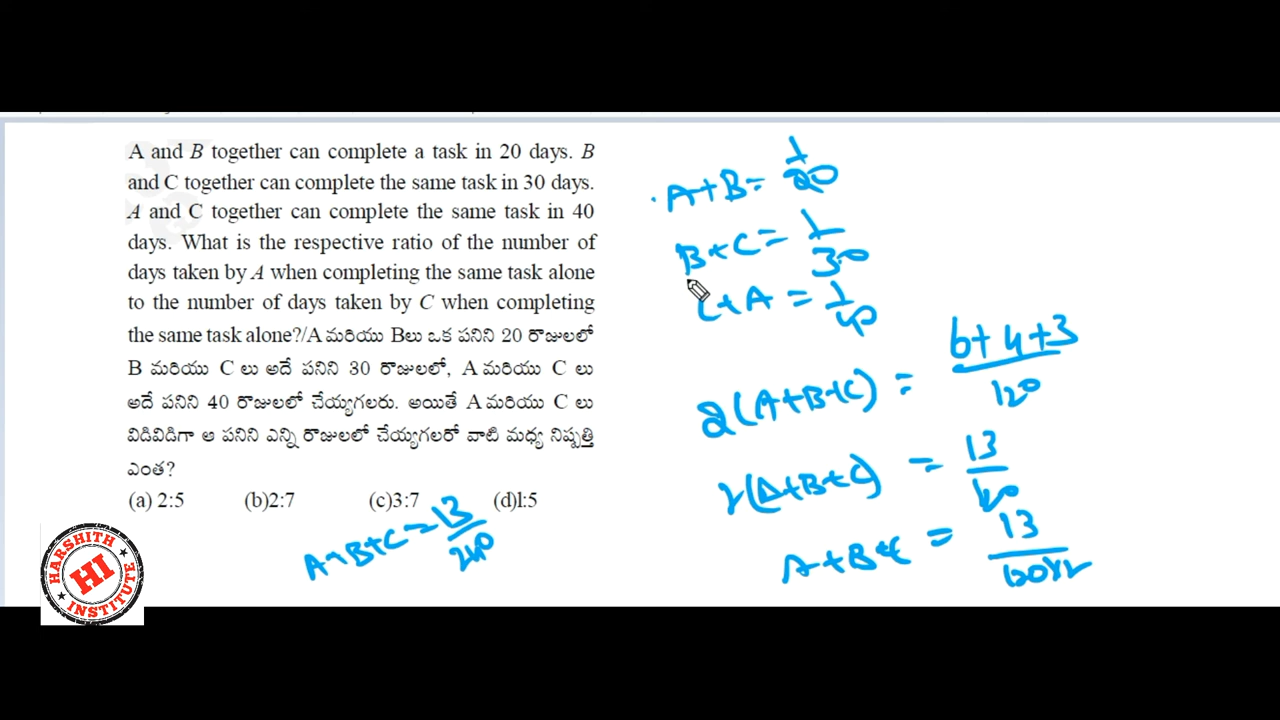 A and B together can complete a task in 20 days. B
and C together can complete the same task in 30 days.
A and C together can complete the same task in 40
days. What is the respective ratio of the number of
days taken by A when completing the same task alone
to the number of days taken by C when completing
the same task alone?/A మరియు Bలు ఒక పనిని 20 రొజులలో
B మరియు C లు అదే పనిని 30 రోజులలో, A మరియు C లు
అదే పనిని 40 రోజులలో చేయ్యగలరు. అయితే A మరియు C లు
విడివిడిగా ఆ పనిని ఎన్ని రోజులలో చేయ్యగలరో వాటి మధ్య నిష్పత్తి
ఎంత?
(a) 2:5 (b)2:7 (c)3:7 (d)1:5
A+B+C=13/240
A+B=1/20
B+C=1/30
C+A=1/40
2(A+B+C)=6+4+3/120
2(A+B+C)=13/120
A+B+C=13/120×2
HARSHITH
HI
INSTITUTE